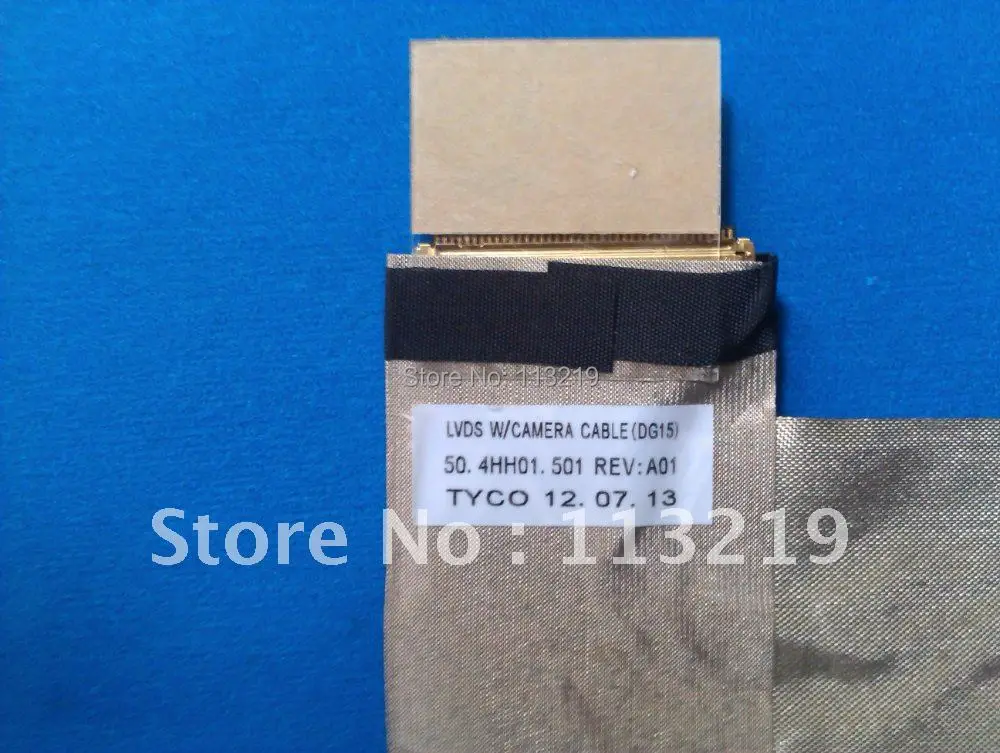 Store No: 113219
LVDS W/CAMERA CABLE(DG15)
50.4HH01.501 REV:A01
TYCO 12.07.13
Store No : 113219